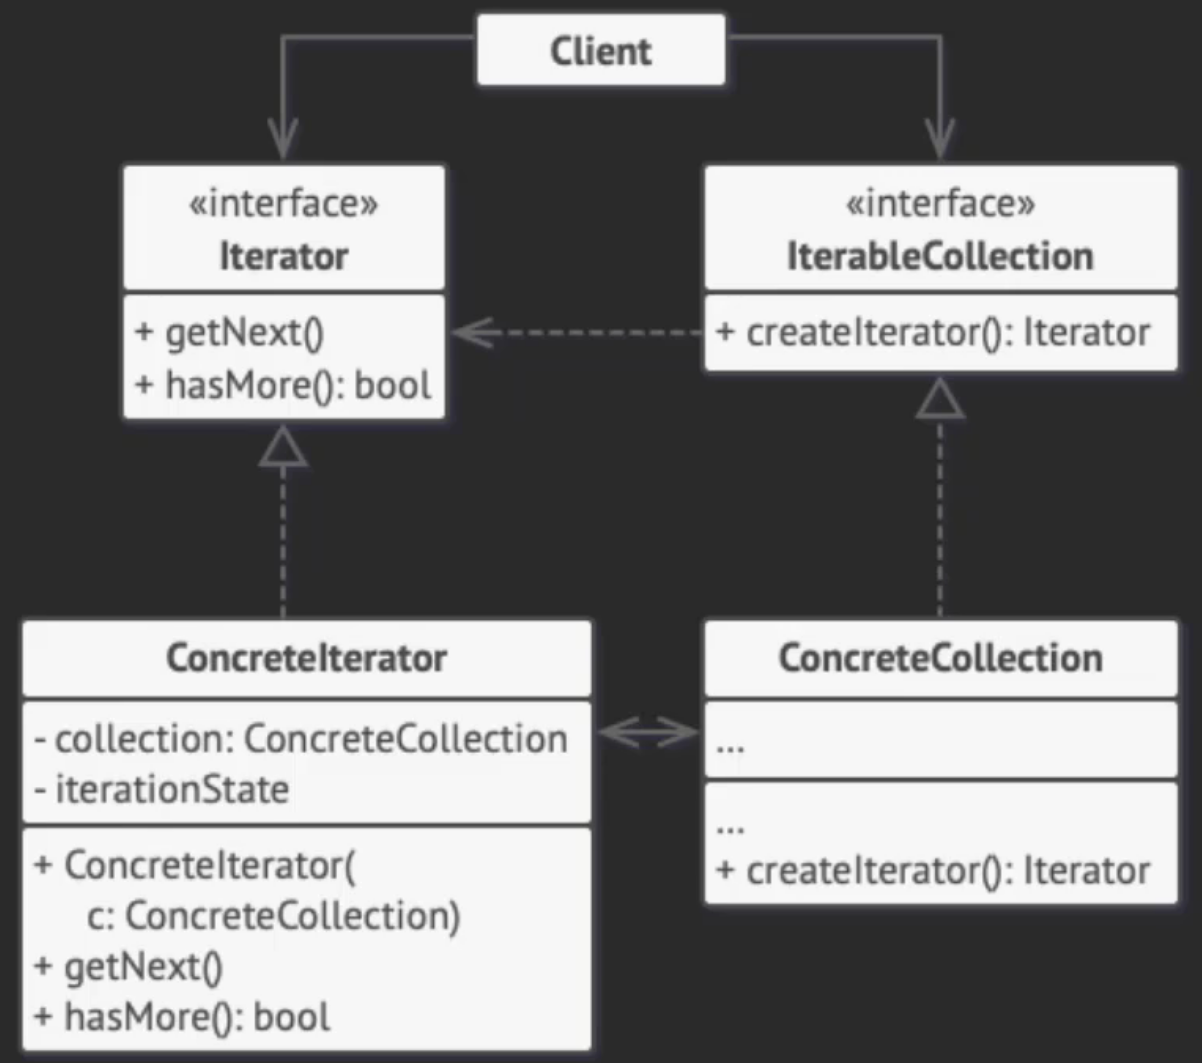 Client
«interface»
Iterator
+ getNext()
+ hasMore(): bool
«interface»
IterableCollection
+ createIterator(): Iterator
ConcreteIterator
- collection: ConcreteCollection
- iterationState
+ ConcreteIterator(
c: ConcreteCollection)
+ getNext()
+ hasMore(): bool
ConcreteCollection
...
...
+ createIterator(): Iterator